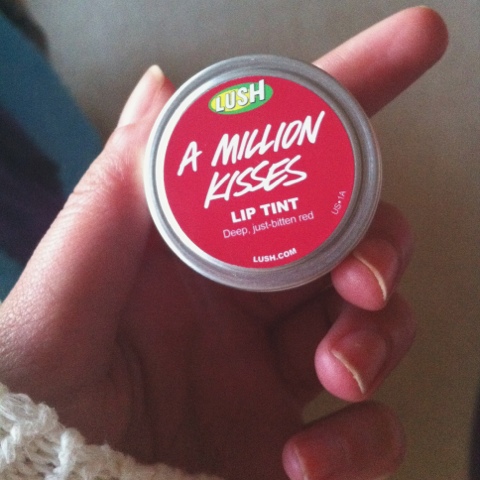 LUSH
A MILLION
KISSES
LIP TINT
Deep, just-bitten red
US•1A
LUSH.COM